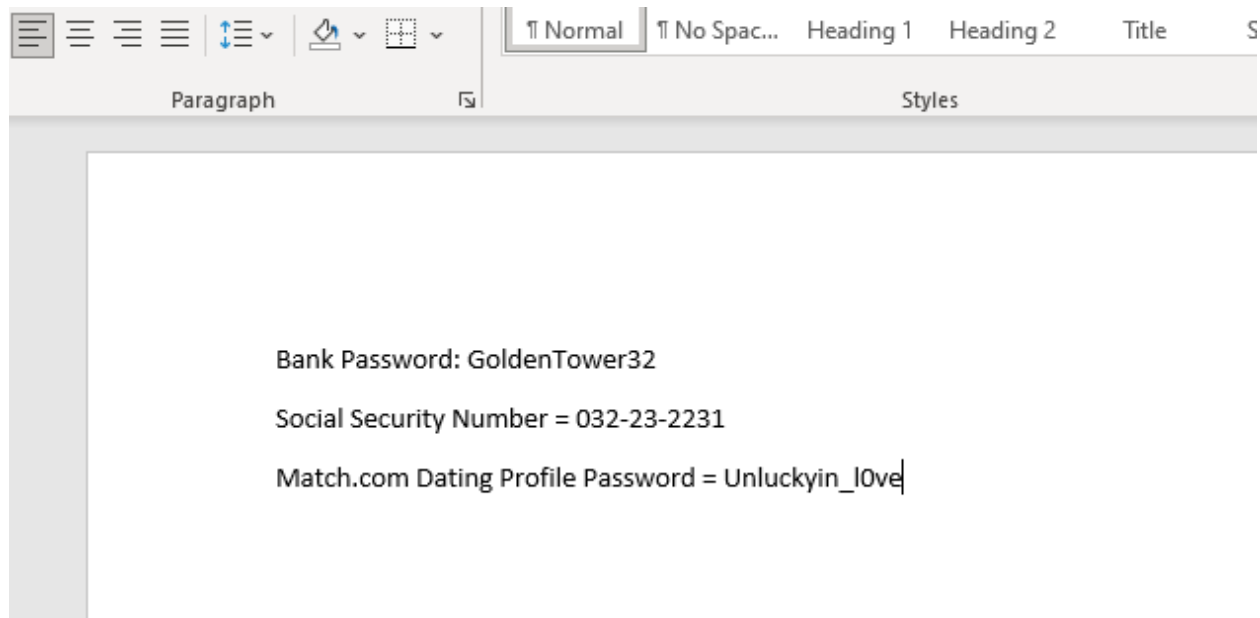 ¶ Normal ¶ No Spac... Heading 1 Heading 2 Title S
Paragraph Styles
Bank Password: GoldenTower32
Social Security Number = 032-23-2231
Match.com Dating Profile Password = Unluckyin_l0ve